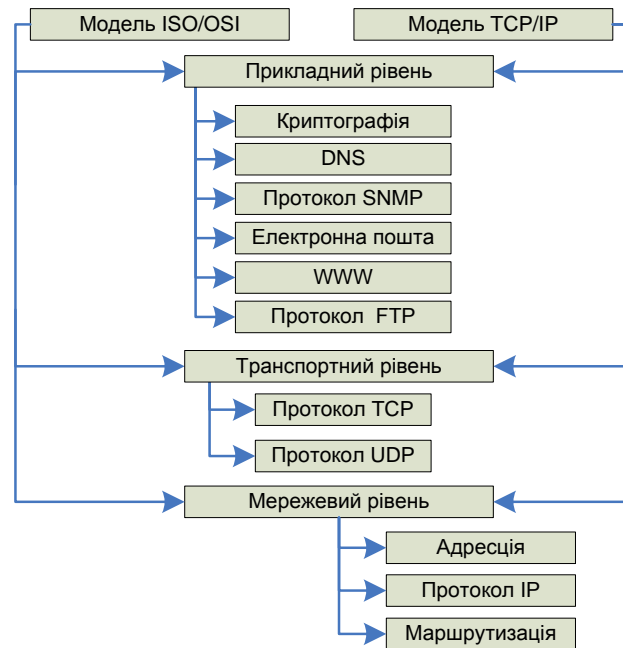 Модель ISO/OSI
Модель TCP/IP
Прикладний рівень
Криптографія
DNS
Протокол SNMP
Електронна пошта
WWW
Протокол FTP
Транспортний рівень
Протокол TCP
Протокол UDP
Мережевий рівень
Адресція
Протокол IP
Маршрутизація